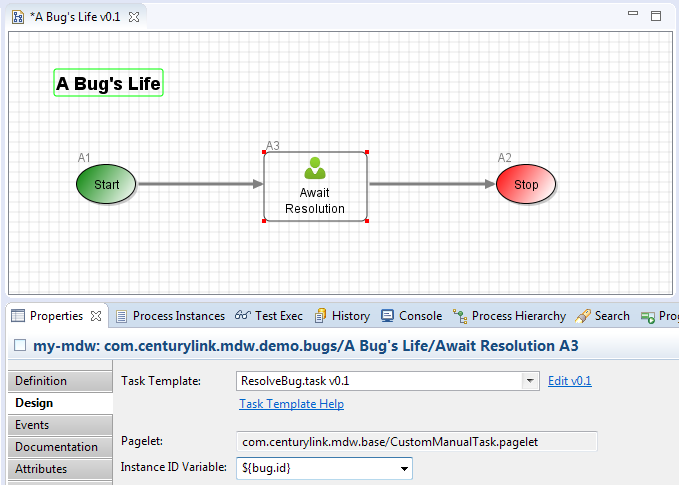 *A Bug's Life v0.1
A Bug's Life
A1
A3
A2
Start
Await
Resolution
Stop
Properties Process Instances Test Exec History Console Process Hierarchy Search Prog
my-mdw: com.centurylink.mdw.demo.bugs/A Bug's Life/Await Resolution A3
Definition
Design
Events
Documentation
Attributes
Task Template: ResolveBug.task v0.1 Edit v0.1
Task Template Help
Pagelet: com.centurylink.mdw.base/CustomManualTask.pagelet
Instance ID Variable: ${bug.id}